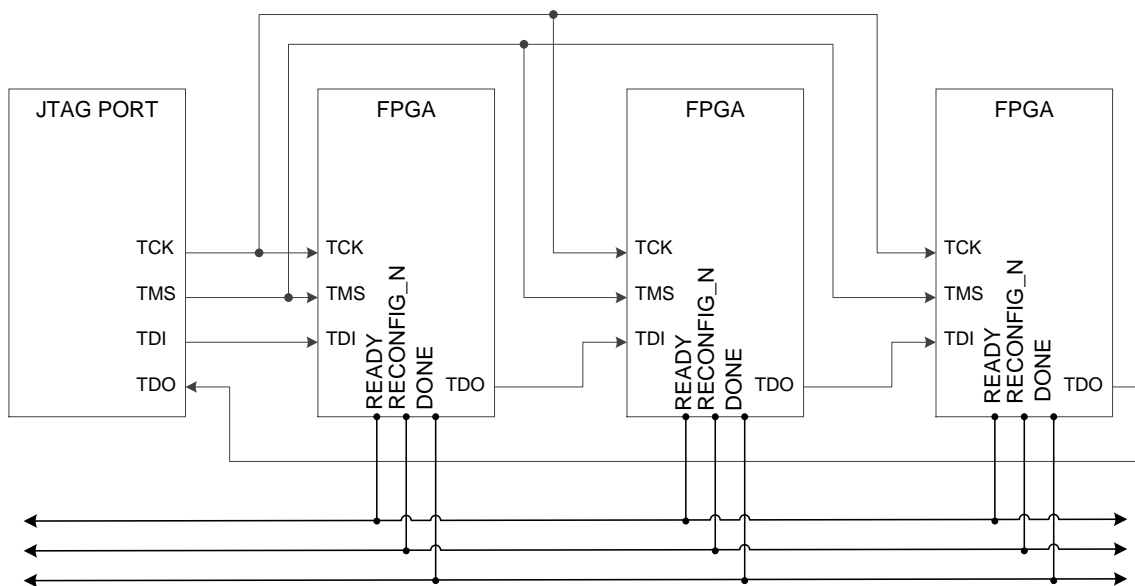 JTAG PORT
TCK
TMS
TDI
TDO
FPGA
TCK
TMS
TDI
READY
RECONFIG_N
DONE
TDO
FPGA
TCK
TMS
TDI
READY
RECONFIG_N
DONE
TDO
FPGA
TCK
TMS
TDI
READY
RECONFIG_N
DONE
TDO